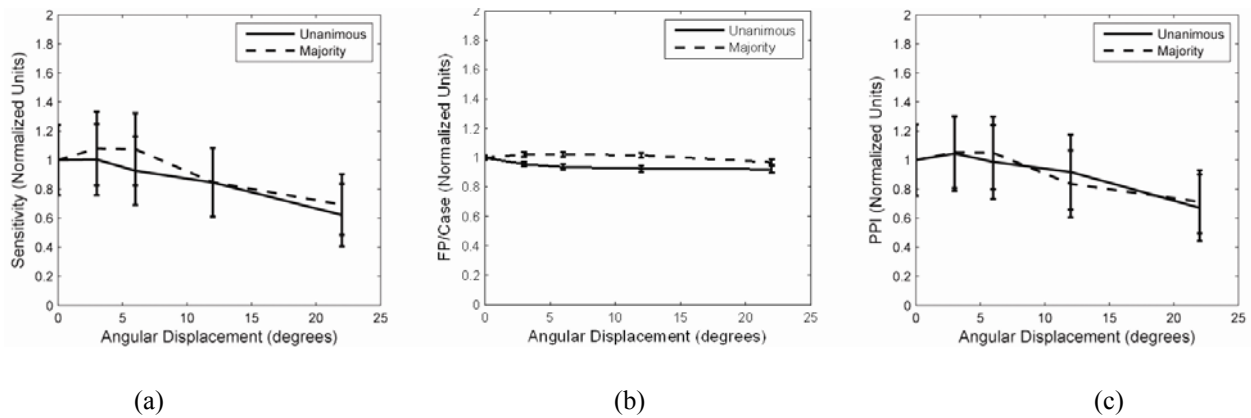 2
1.8
1.6
1.4
1.2
1
0.8
0.6
0.4
0.2
0
Sensitivity (Normalized Units)
Unanimous
Majority
0 5 10 15 20 25
Angular Displacement (degrees)
(a)
2
1.8
1.6
1.4
1.2
1
0.8
0.6
0.4
0.2
0
FP/Case (Normalized Units)
Unanimous
Majority
0 5 10 15 20 25
Angular Displacement (degrees)
(b)
2
1.8
1.6
1.4
1.2
1
0.8
0.6
0.4
0.2
0
PPI (Normalized Units)
Unanimous
Majority
0 5 10 15 20 25
Angular Displacement (degrees)
(c)